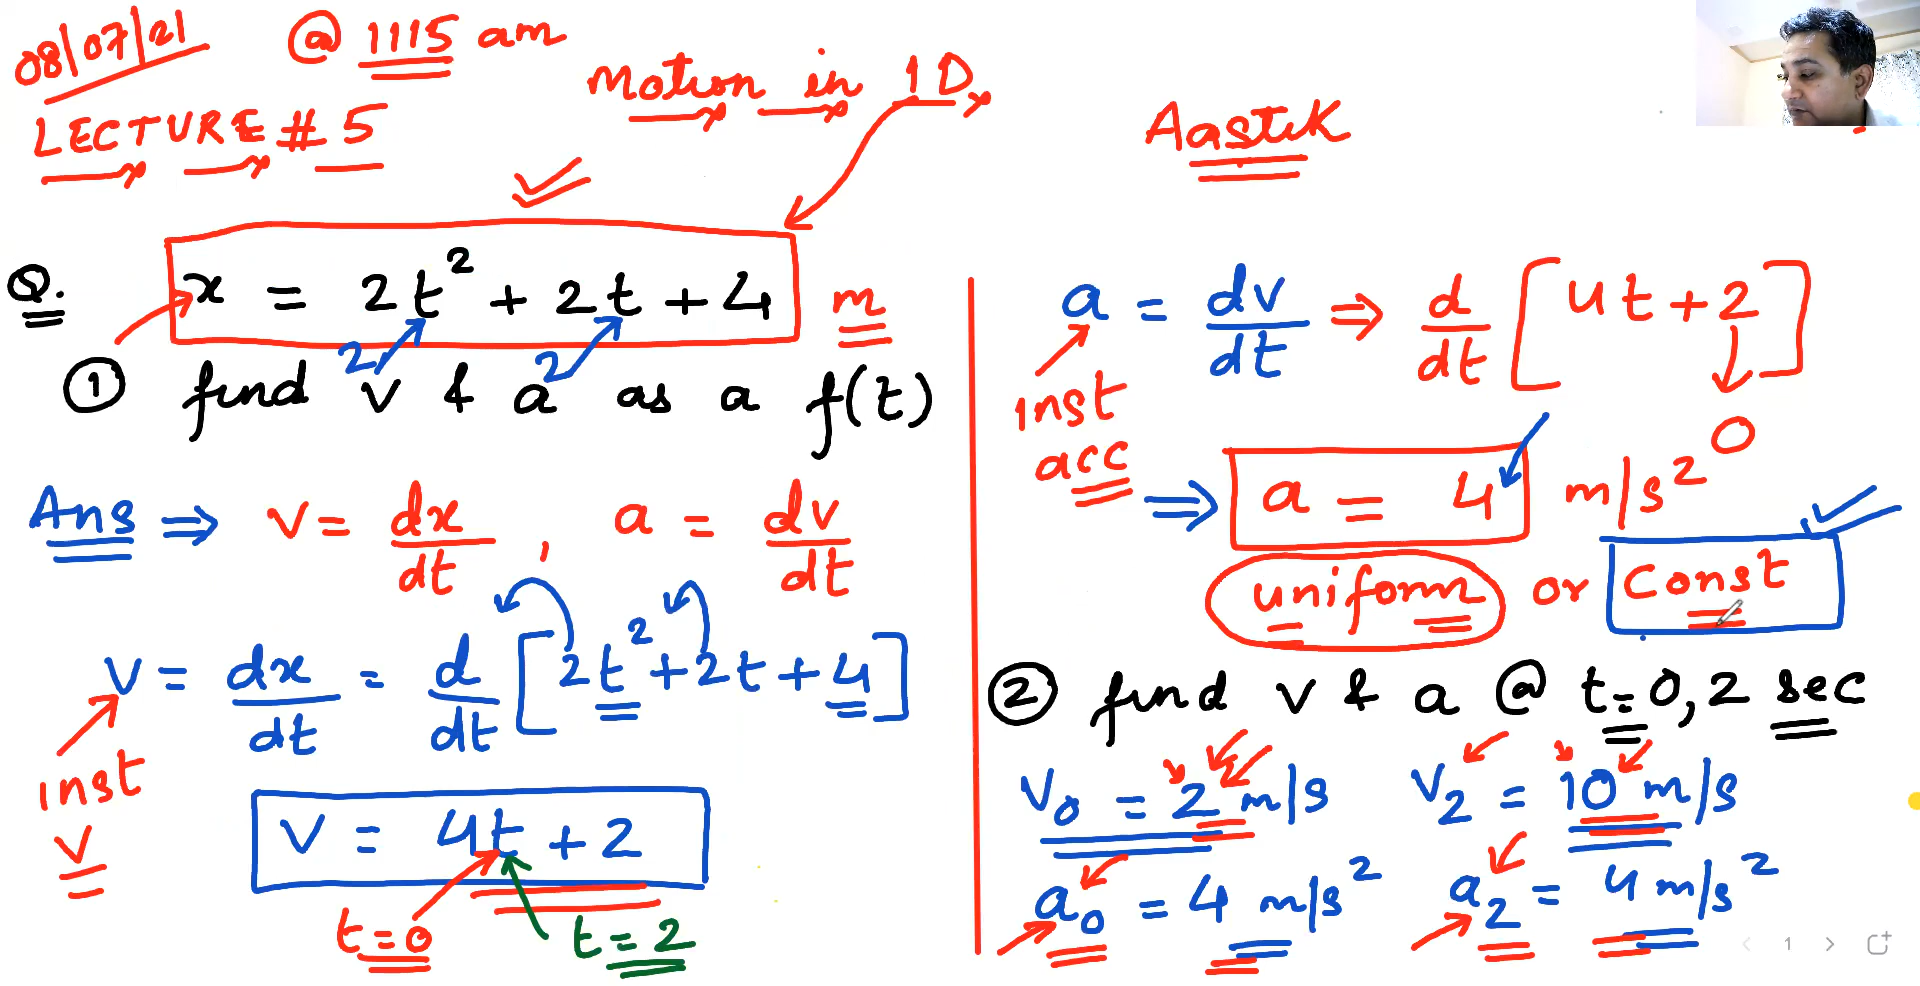 08/07/21 @ 1115 am
Motion in 1D
LECTURE # 5
Aastik
Q. x = 2t² + 2t + 4 m
2 2
① find v & a as a f(t)
Ans ⇒ v = dx/dt , a = dv/dt
v = dx/dt = d/dt [2t² + 2t + 4]
inst
v
v = 4t + 2
t=0 t=2
a = dv/dt ⇒ d/dt [4t + 2]
0
inst
acc
⇒ a = 4 m/s²
uniform or const
② find v & a @ t=0, 2 sec
v₀ = 2 m/s v₂ = 10 m/s
a₀ = 4 m/s² a₂ = 4 m/s²
1